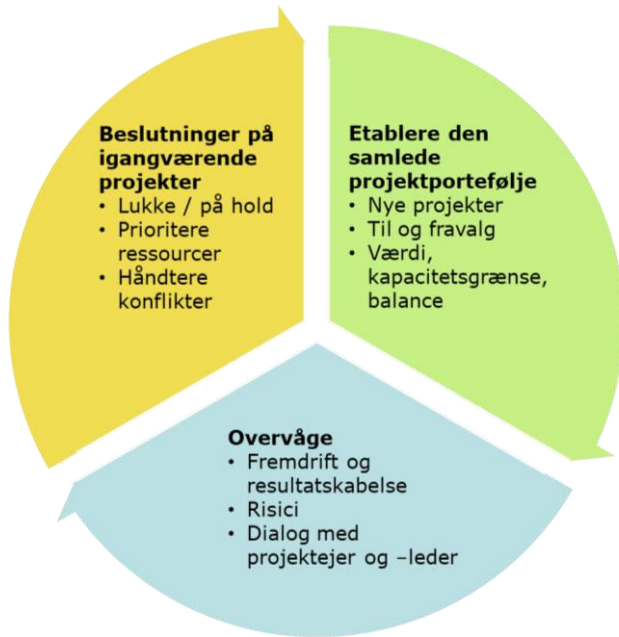 Beslutninger på
igangværende
projekter
• Lukke / på hold
• Prioritere
ressourcer
• Håndtere
konflikter
Etablere den
samlede
projektportefølje
• Nye projekter
• Til og fravalg
• Værdi,
kapacitetsgrænse,
balance
Overvåge
• Fremdrift og
resultatskabelse
• Risici
• Dialog med
projektejer og –leder